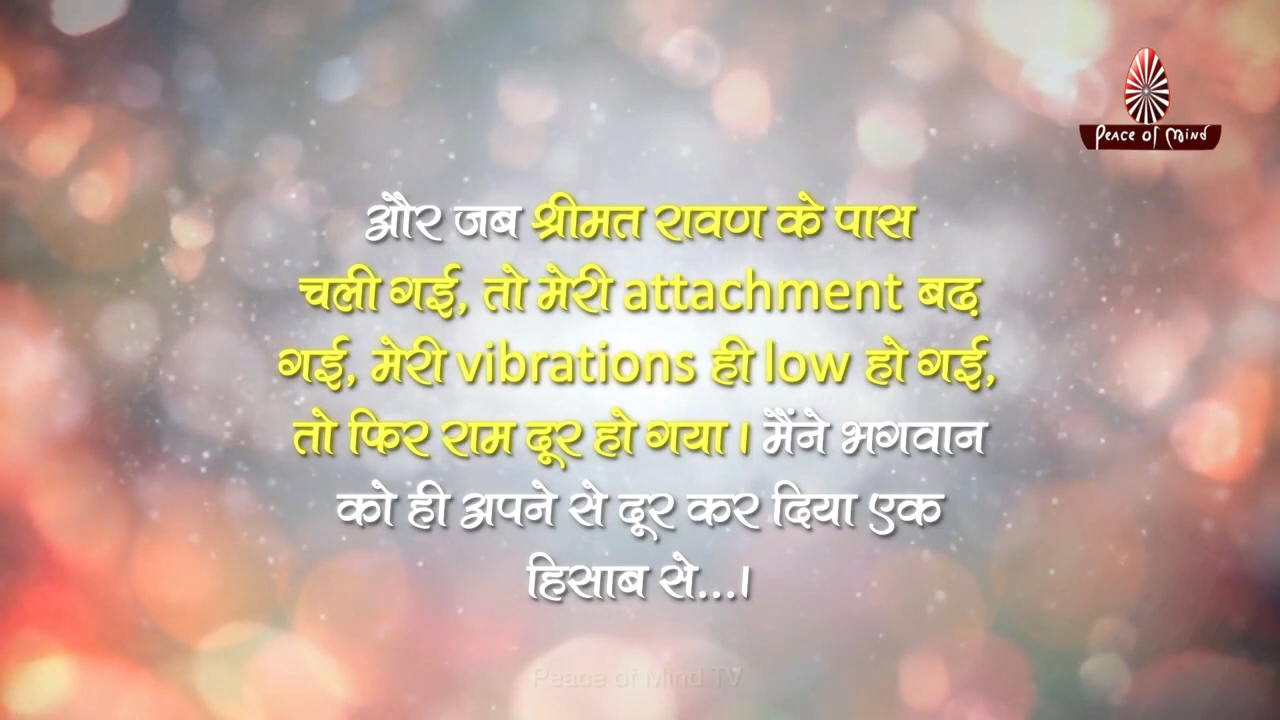 Peace of Mind
और जब श्रीमत रावण के पास
चली गई, तो मेरी attachment बढ़
गई, मेरी vibrations ही low हो गई,
तो फिर राम दूर हो गया। मैंने भगवान
को ही अपने से दूर कर दिया एक
हिसाब से...।
Peace of Mind TV